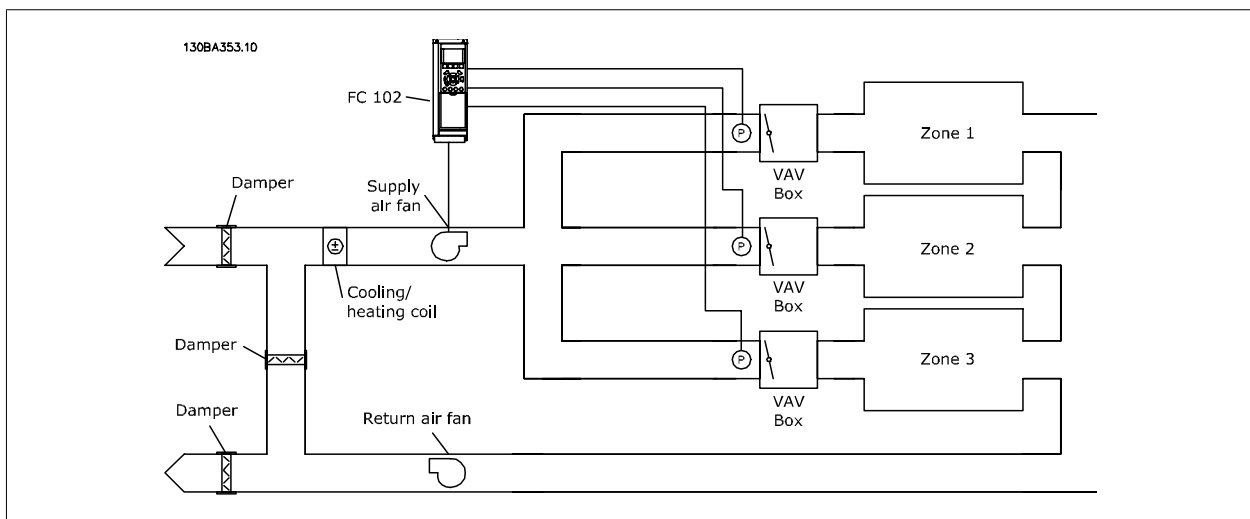 130BA353.10
FC 102
Damper
Supply
air fan
Cooling/
heating coil
P
VAV
Box
Zone 1
P
VAV
Box
Zone 2
P
VAV
Box
Zone 3
Damper
Damper
Return air fan